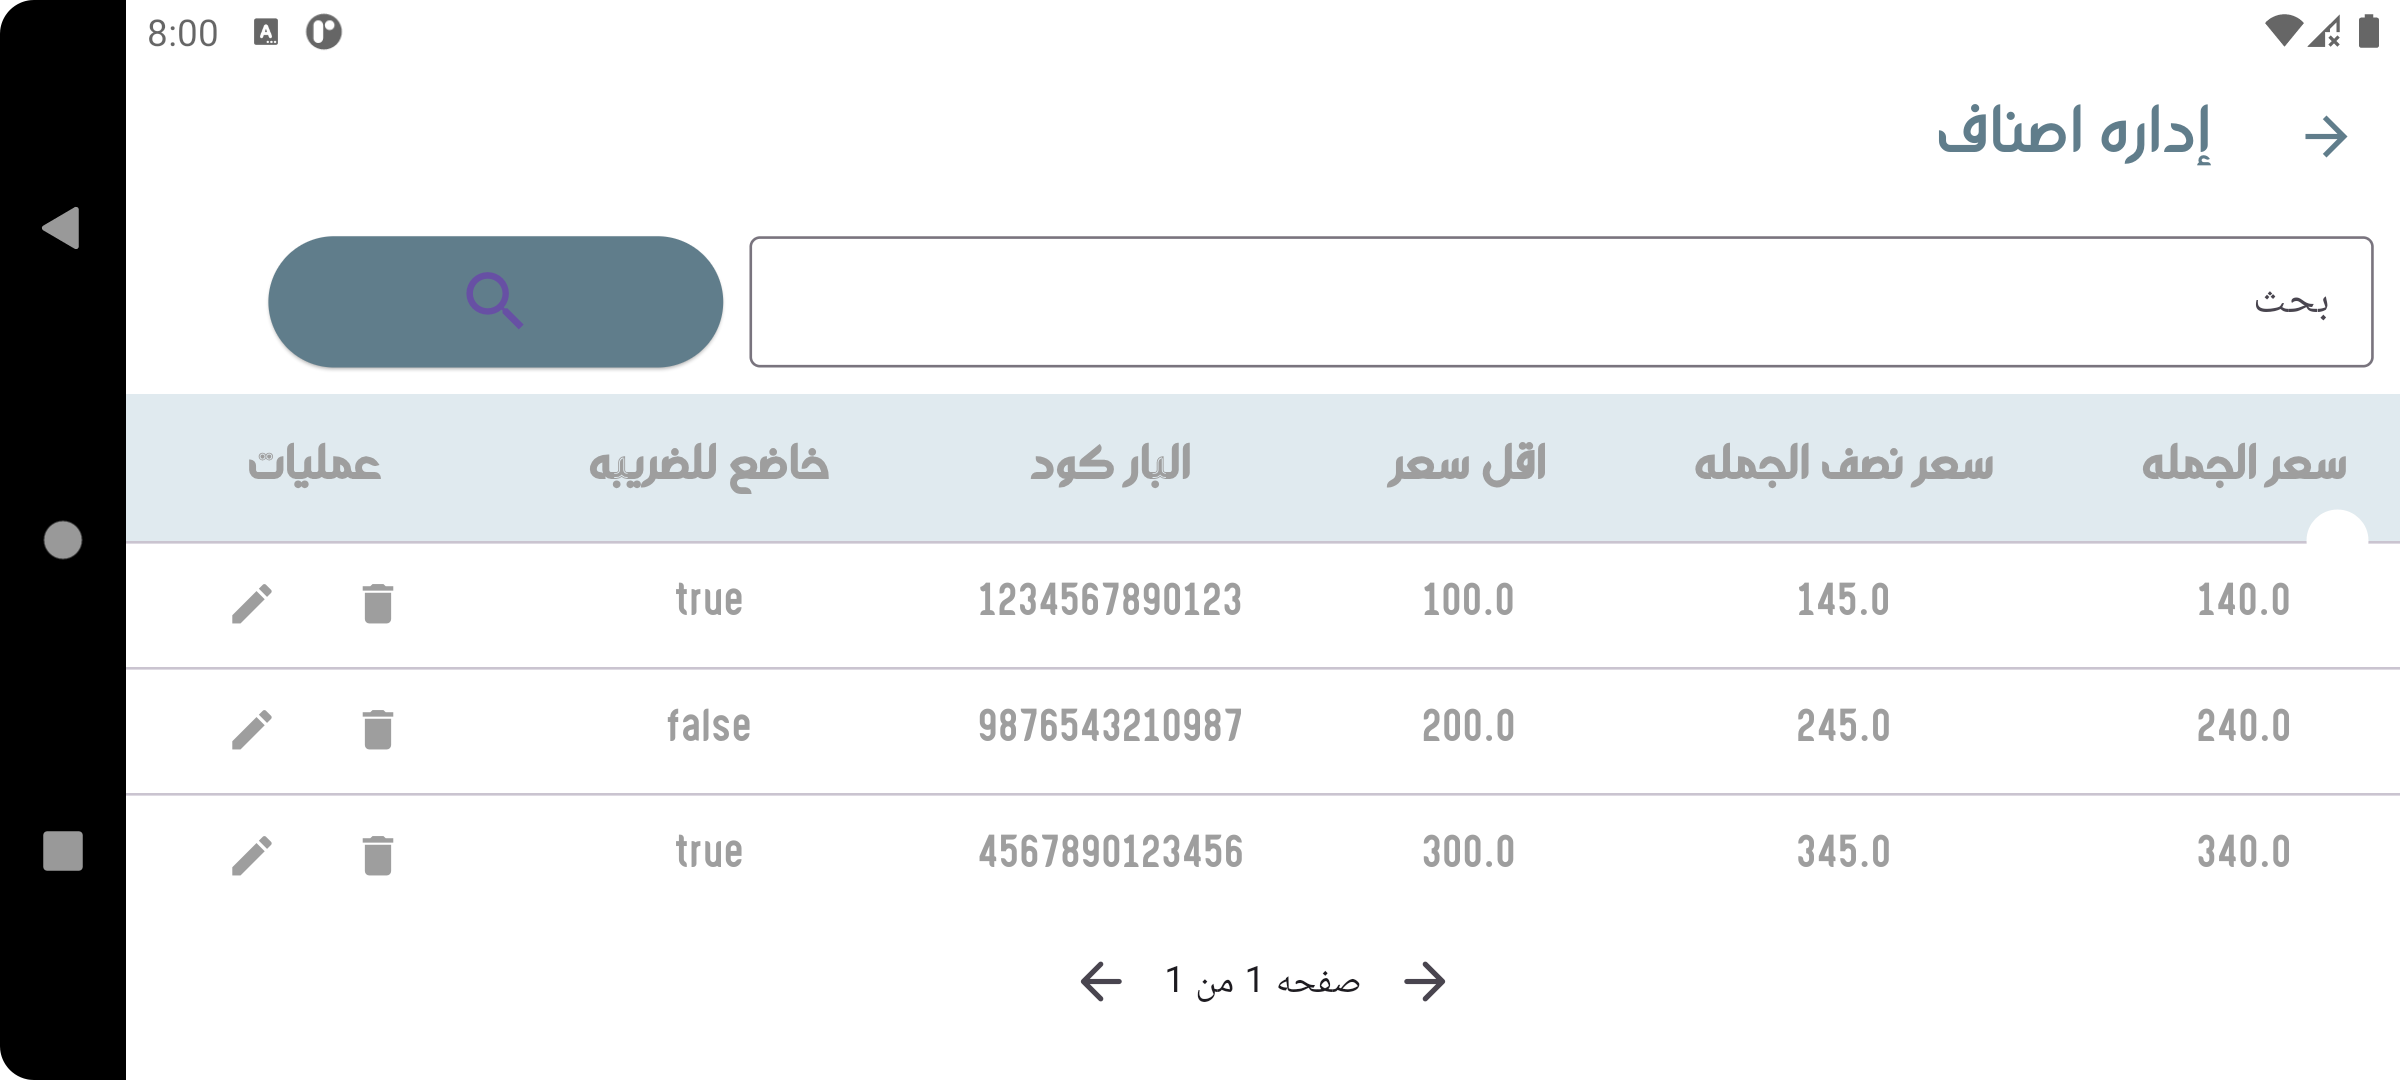 8:00
إداره اصناف
بحث
سعر الجمله سعر نصف الجمله اقل سعر البار كود خاضع للضريبه عمليات
140.0 145.0 100.0 1234567890123 true
240.0 245.0 200.0 9876543210987 false
340.0 345.0 300.0 4567890123456 true
صفحه 1 من 1